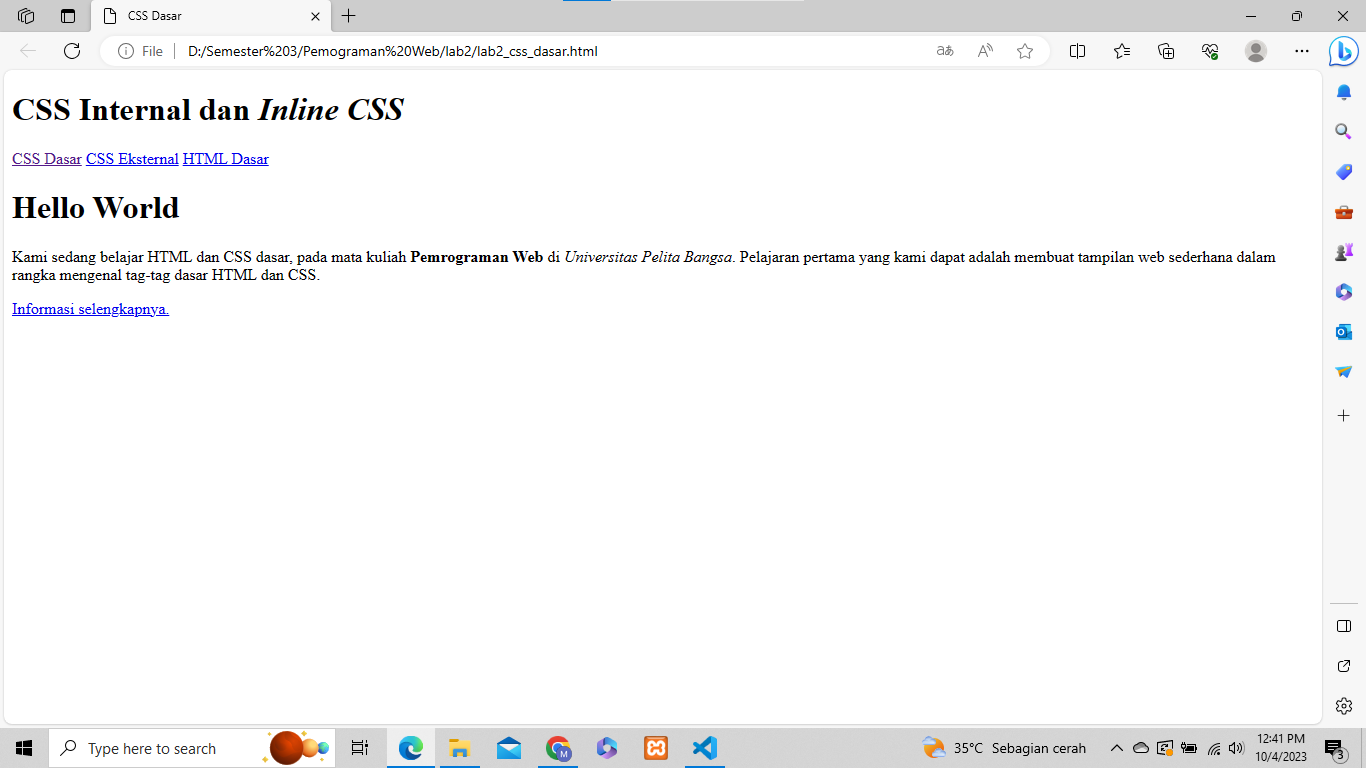 CSS Dasar
File
D:/Semester%203/Pemograman%20Web/lab2/lab2_css_dasar.html
aあ
CSS Internal dan Inline CSS
CSS Dasar CSS Eksternal HTML Dasar
Hello World
Kami sedang belajar HTML dan CSS dasar, pada mata kuliah Pemrograman Web di Universitas Pelita Bangsa. Pelajaran pertama yang kami dapat adalah membuat tampilan web sederhana dalam
rangka mengenal tag-tag dasar HTML dan CSS.
Informasi selengkapnya.
Type here to search
M
35°C Sebagian cerah
12:41 PM
10/4/2023
3